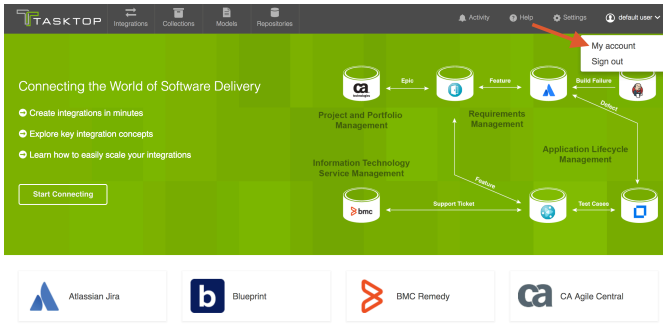 TASKTOP
Integrations
Collections
Models
Repositories
Activity
Help
Settings
default user
My account
Sign out
Connecting the World of Software Delivery
Create integrations in minutes
Explore key integration concepts
Learn how to easily scale your integrations
Start Connecting
ca
technologies
Epic
Feature
Build Failure
Project and Portfolio
Management
Requirements
Management
Defect
Application Lifecycle
Management
Information Technology
Service Management
Feature
bmc
Support Ticket
Test Cases
Atlassian Jira
b
Blueprint
BMC Remedy
ca
CA Agile Central